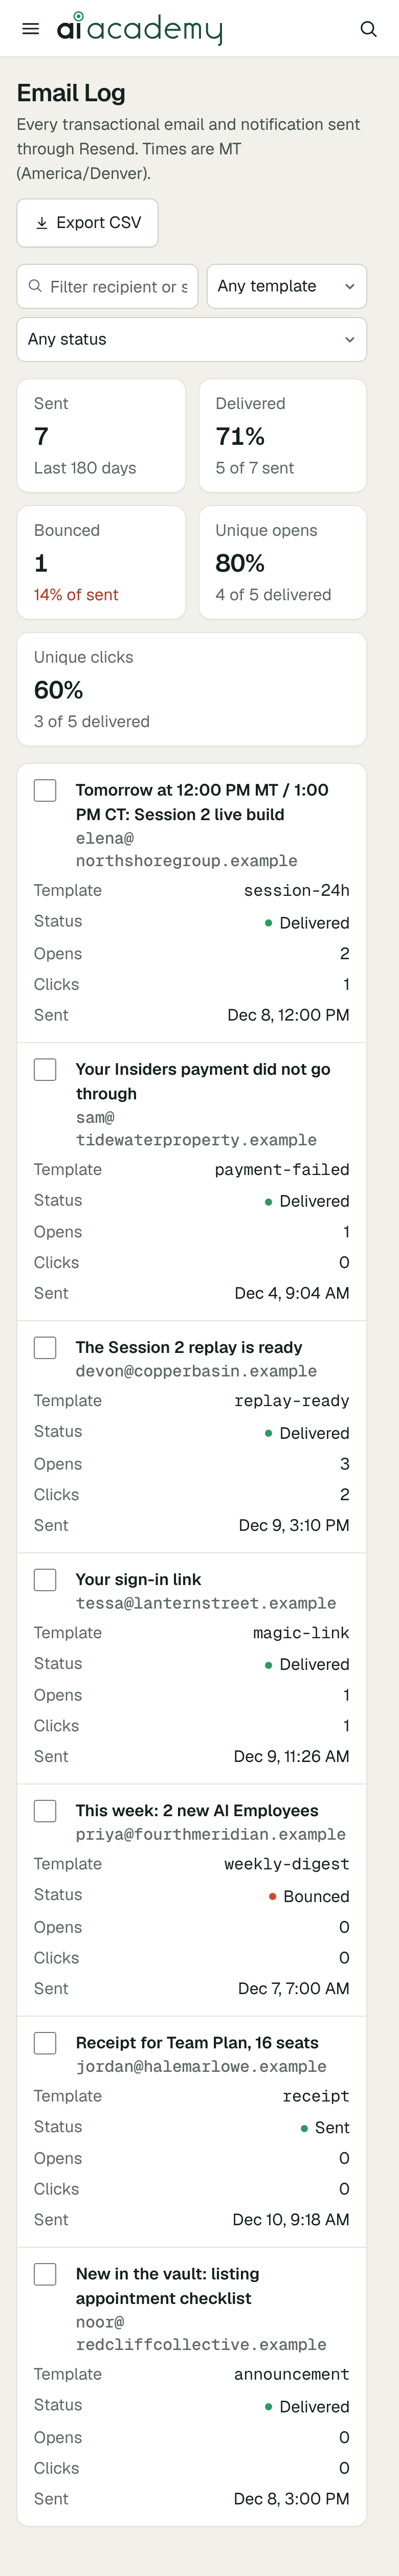 ai academy
Email Log
Every transactional email and notification sent
through Resend. Times are MT
(America/Denver).
Export CSV
Filter recipient or s
Any template
Any status
Sent
7
Last 180 days
Delivered
71%
5 of 7 sent
Bounced
1
14% of sent
Unique opens
80%
4 of 5 delivered
Unique clicks
60%
3 of 5 delivered
Tomorrow at 12:00 PM MT / 1:00
PM CT: Session 2 live build
elena@
northshoregroup.example
Template session-24h
Status Delivered
Opens 2
Clicks 1
Sent Dec 8, 12:00 PM
Your Insiders payment did not go
through
sam@
tidewaterproperty.example
Template payment-failed
Status Delivered
Opens 1
Clicks 0
Sent Dec 4, 9:04 AM
The Session 2 replay is ready
devon@copperbasin.example
Template replay-ready
Status Delivered
Opens 3
Clicks 2
Sent Dec 9, 3:10 PM
Your sign-in link
tessa@lanternstreet.example
Template magic-link
Status Delivered
Opens 1
Clicks 1
Sent Dec 9, 11:26 AM
This week: 2 new AI Employees
priya@fourthmeridian.example
Template weekly-digest
Status Bounced
Opens 0
Clicks 0
Sent Dec 7, 7:00 AM
Receipt for Team Plan, 16 seats
jordan@halemarlowe.example
Template receipt
Status Sent
Opens 0
Clicks 0
Sent Dec 10, 9:18 AM
New in the vault: listing
appointment checklist
noor@
redcliffcollective.example
Template announcement
Status Delivered
Opens 0
Clicks 0
Sent Dec 8, 3:00 PM